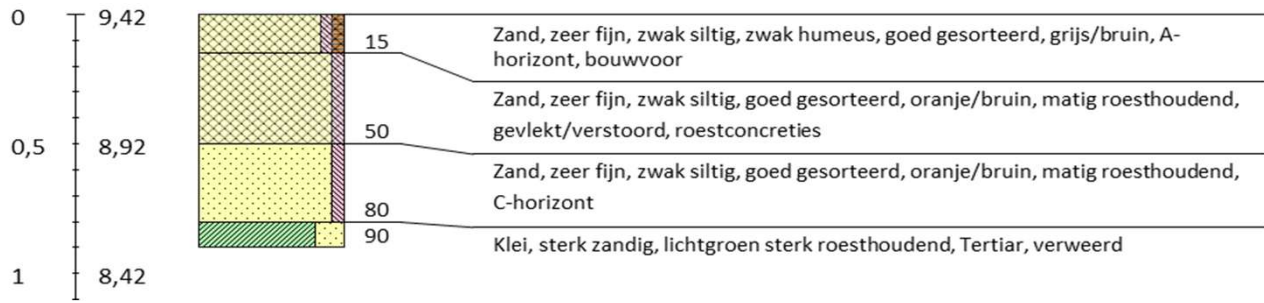 0 9,42
15
Zand, zeer fijn, zwak siltig, zwak humeus, goed gesorteerd, grijs/bruin, A-
horizont, bouwvoor
Zand, zeer fijn, zwak siltig, goed gesorteerd, oranje/bruin, matig roesthoudend,
gevlekt/verstoord, roestconcreties
50
0,5 8,92
Zand, zeer fijn, zwak siltig, goed gesorteerd, oranje/bruin, matig roesthoudend,
C-horizont
80
90
Klei, sterk zandig, lichtgroen sterk roesthoudend, Tertiar, verweerd
1 8,42